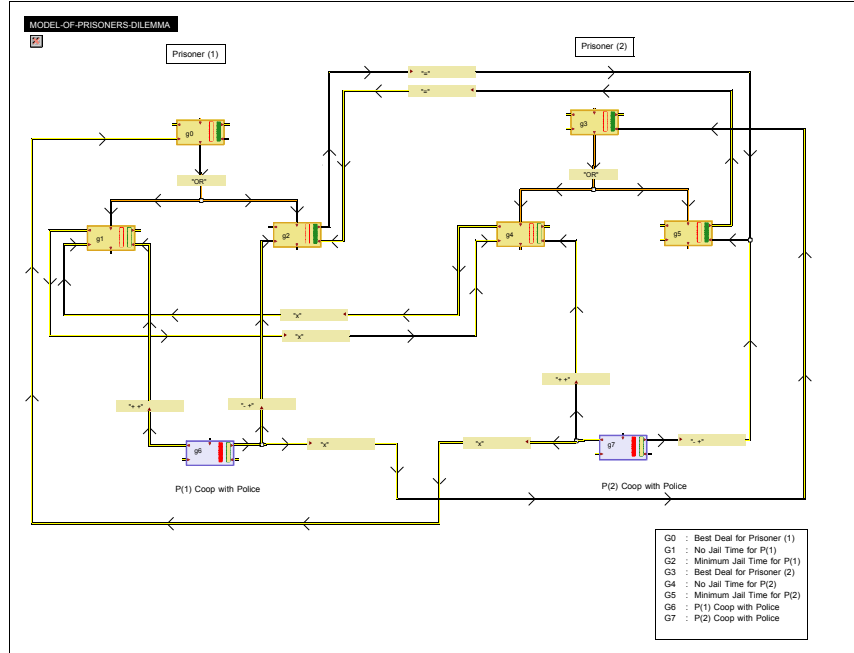 MODEL-OF-PRISONERS-DILEMMA
Prisoner (1)
Prisoner (2)
"="
"="
g0
g3
"OR"
"OR"
g1
g2
g4
g5
"x"
"x"
"+ +"
"- +"
"+ +"
g6
"x"
"x"
g7
"- +"
P(1) Coop with Police
P(2) Coop with Police
G0 : Best Deal for Prisoner (1)
G1 : No Jail Time for P(1)
G2 : Minimum Jail Time for P(1)
G3 : Best Deal for Prisoner (2)
G4 : No Jail Time for P(2)
G5 : Minimum Jail Time for P(2)
G6 : P(1) Coop with Police
G7 : P(2) Coop with Police